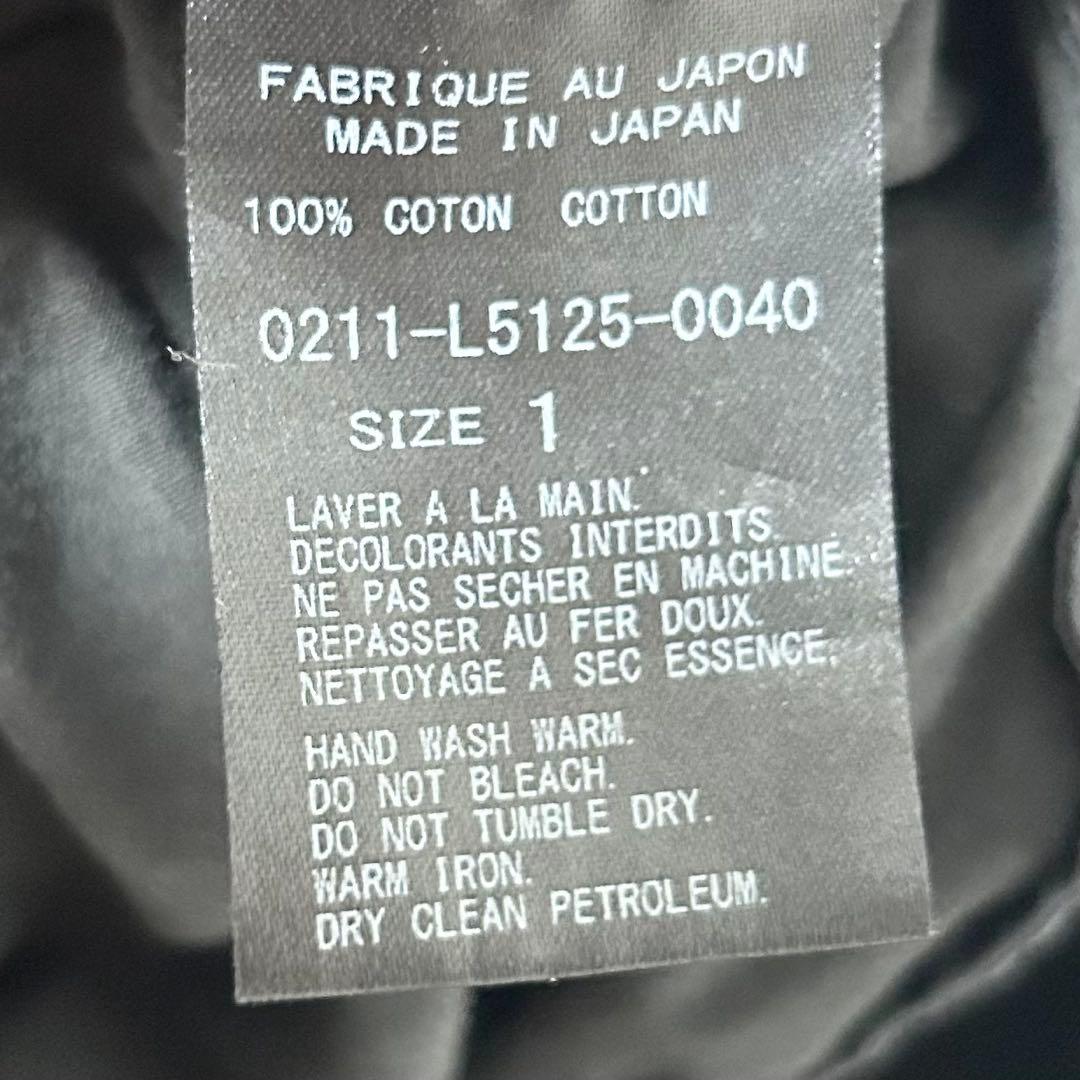 FABRIQUE AU JAPON
MADE IN JAPAN
100% COTON COTTON
0211-L5125-0040
SIZE 1
LAVER A LA MAIN.
DECOLORANTS INTERDITS.
NE PAS SECHER EN MACHINE.
REPASSER AU FER DOUX.
NETTOYAGE A SEC ESSENCE.
HAND WASH WARM.
DO NOT BLEACH.
DO NOT TUMBLE DRY.
WARM IRON.
DRY CLEAN PETROLEUM.